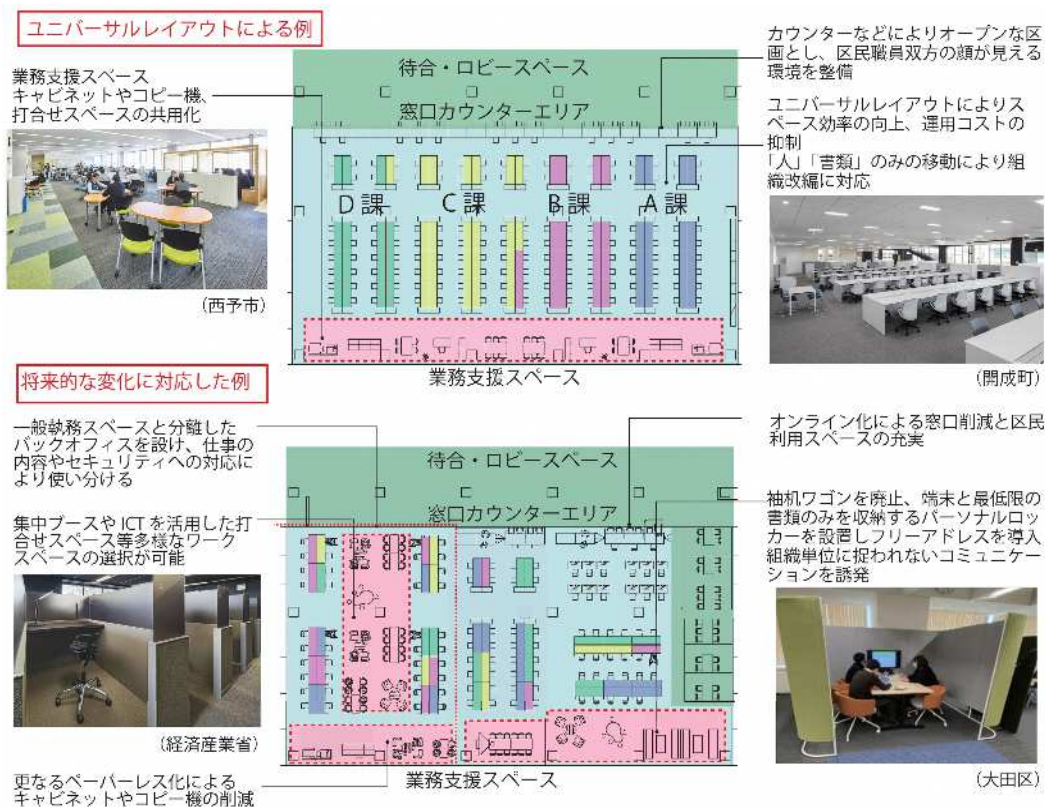 ユニバーサルレイアウトによる例
業務支援スペース
キャビネットやコピー機、
打合せスペースの共用化
（西予市）
待合・ロビースペース
窓口カウンターエリア
D 課
C 課
B 課
A 課
業務支援スペース
カウンターなどによりオープンな区
画とし、区民職員双方の顔が見える
環境を整備
ユニバーサルレイアウトによりス
ペース効率の向上、運用コストの
抑制
「人」「書類」のみの移動により組
織改編に対応
（開成町）
将来的な変化に対応した例
一般執務スペースと分離した
バックオフィスを設け、仕事の
内容やセキュリティへの対応に
より使い分ける
集中ブースや ICT を活用した打
合せスペース等多様なワーク
スペースの選択が可能
（経済産業省）
更なるペーパーレス化による
キャビネットやコピー機の削減
待合・ロビースペース
窓口カウンターエリア
業務支援スペース
オンライン化による窓口削減と区民
利用スペースの充実
袖机ワゴンを廃止、端末と最低限の
書類のみを収納するパーソナルロッ
カーを設置しフリーアドレスを導入
組織単位に捉われないコミュニケー
ションを誘発
（大田区）